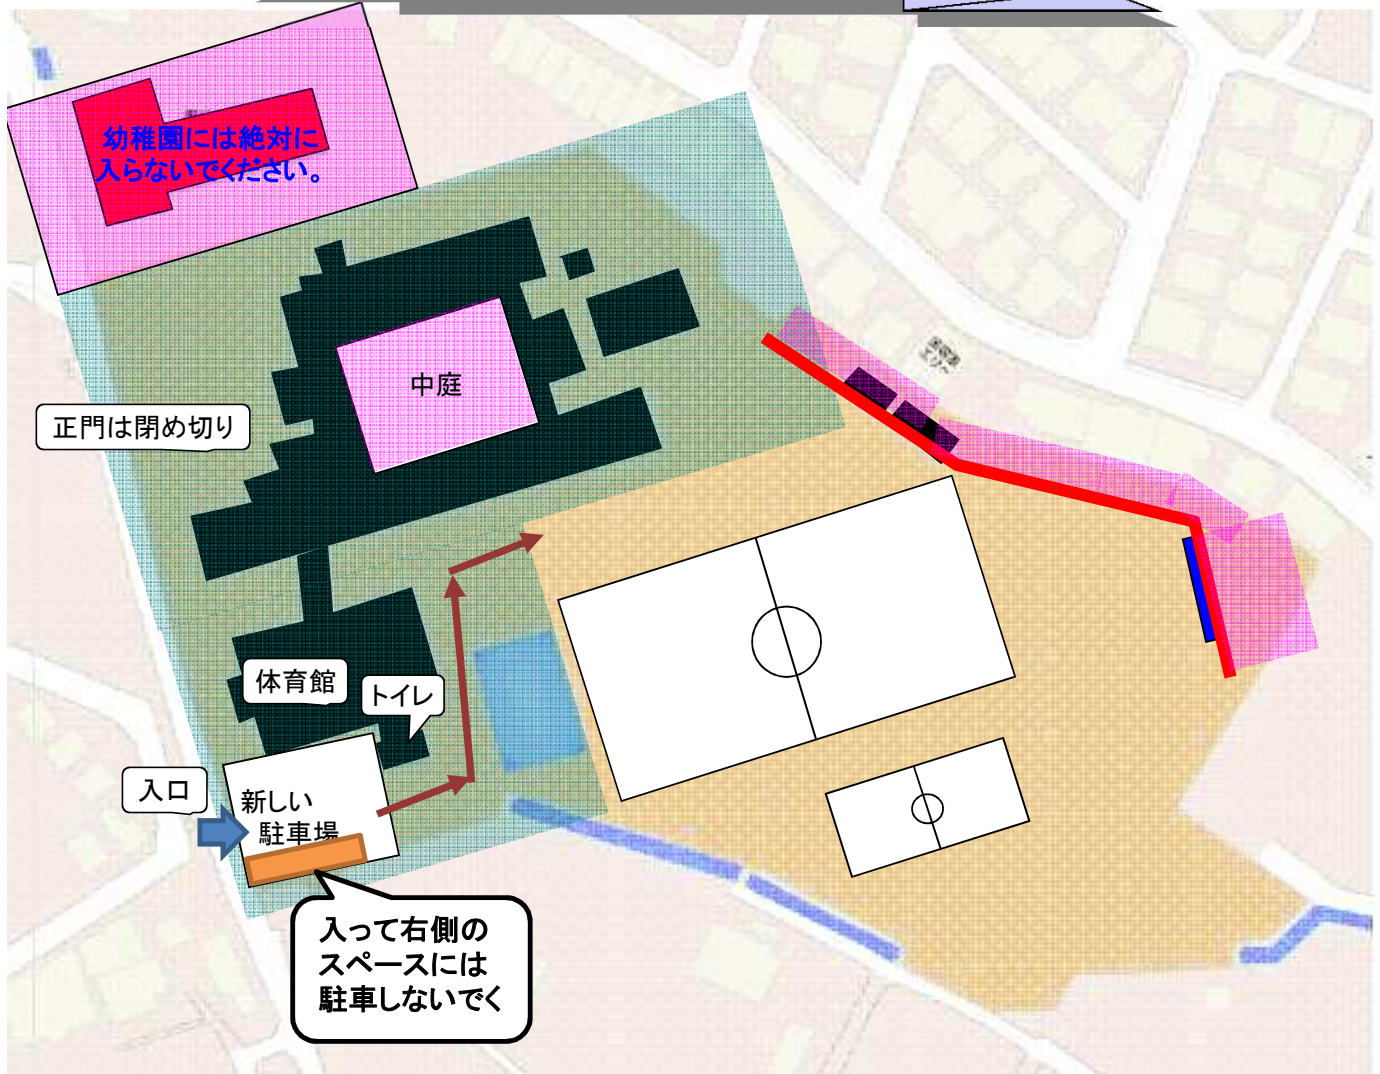 幼稚園には絶対に
入らないでください。
中庭
正門は閉め切り
体育館
トイレ
入口
新しい
駐車場
入って右側の
スペースには
駐車しないでく